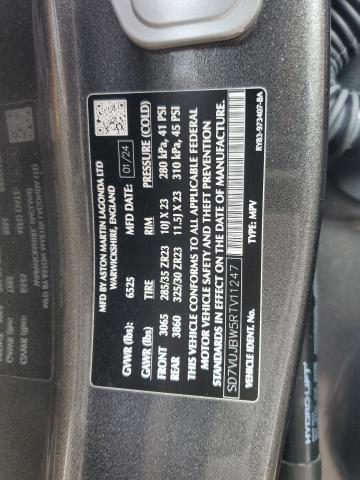 MFD BY ASTON MARTIN LAGONDA LTD
WARWICKSHIRE, ENGLAND
GVWR (lbs): 6525 MFD DATE: 01/24
GAWR (lbs) TIRE RIM PRESSURE (COLD)
FRONT 3065 285/35 ZR23 10J X 23 280 kPa, 41 PSI
REAR 3860 325/30 ZR23 11.5J X 23 310 kPa, 45 PSI
THIS VEHICLE CONFORMS TO ALL APPLICABLE FEDERAL
MOTOR VEHICLE SAFETY AND THEFT PREVENTION
STANDARDS IN EFFECT ON THE DATE OF MANUFACTURE.
SD7VUJBW5RTV11247
VEHICLE IDENT. No. TYPE: MPV
RY83-973407-BA
HYDROLIFT